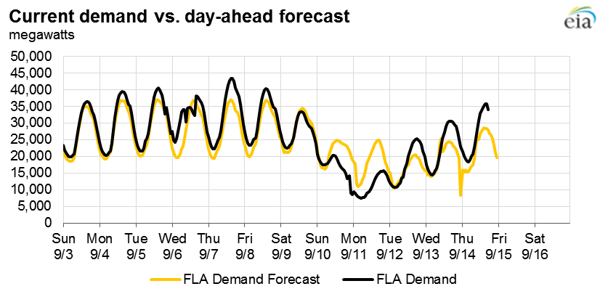 Current demand vs. day-ahead forecast
megawatts
eia
50,000
45,000
40,000
35,000
30,000
25,000
20,000
15,000
10,000
5,000
0
Sun Mon Tue Wed Thu Fri Sat Sun Mon Tue Wed Thu Fri Sat
9/3 9/4 9/5 9/6 9/7 9/8 9/9 9/10 9/11 9/12 9/13 9/14 9/15 9/16
FLA Demand Forecast FLA Demand